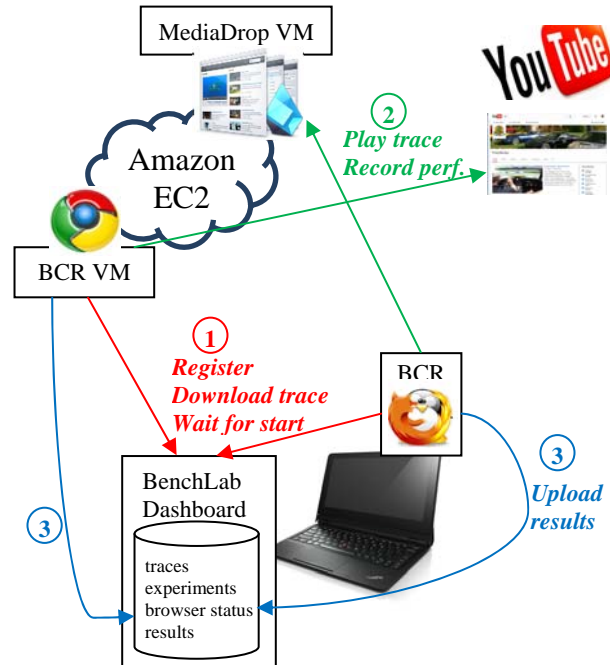 MediaDrop VM
YouTube
2
Play trace
Record perf.
Amazon
EC2
BCR VM
1
Register
Download trace
Wait for start
BCR
BenchLab
Dashboard
3
Upload
results
3
traces
experiments
browser status
results